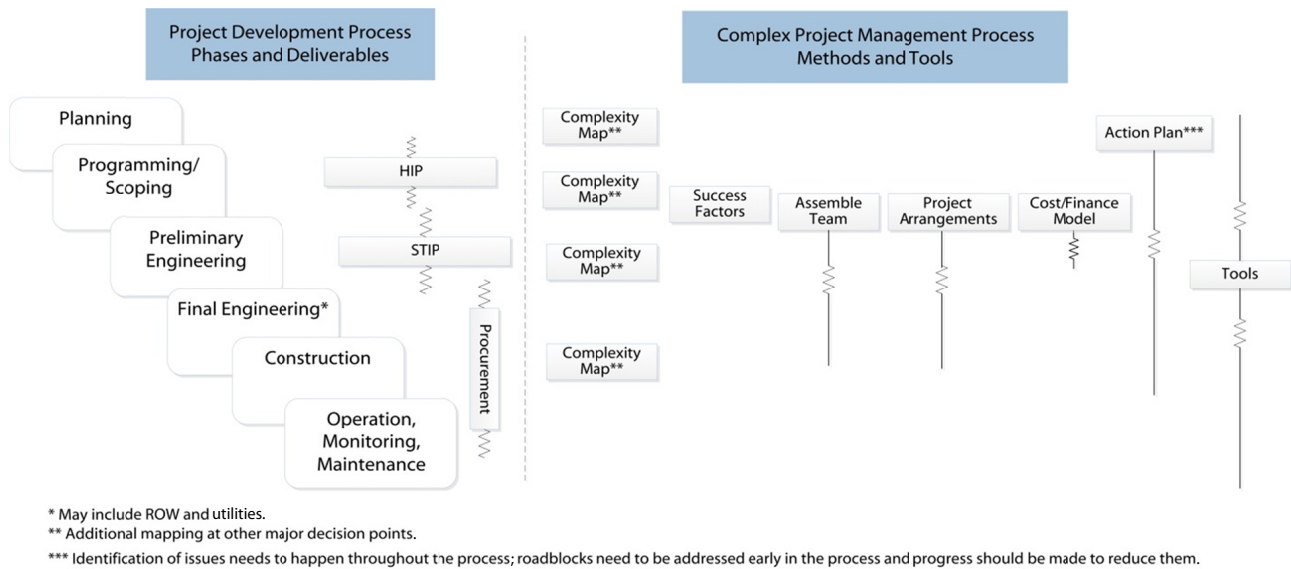 Project Development Process
Phases and Deliverables
Complex Project Management Process
Methods and Tools
Planning
Programming/
Scoping
Preliminary
Engineering
Final Engineering*
Construction
Operation,
Monitoring,
Maintenance
HIP
STIP
Procurement
Complexity
Map**
Complexity
Map**
Complexity
Map**
Complexity
Map**
Success
Factors
Assemble
Team
Project
Arrangements
Cost/Finance
Model
Action Plan***
Tools
* May include ROW and utilities.
** Additional mapping at other major decision points.
*** Identification of issues needs to happen throughout the process; roadblocks need to be addressed early in the process and progress should be made to reduce them.